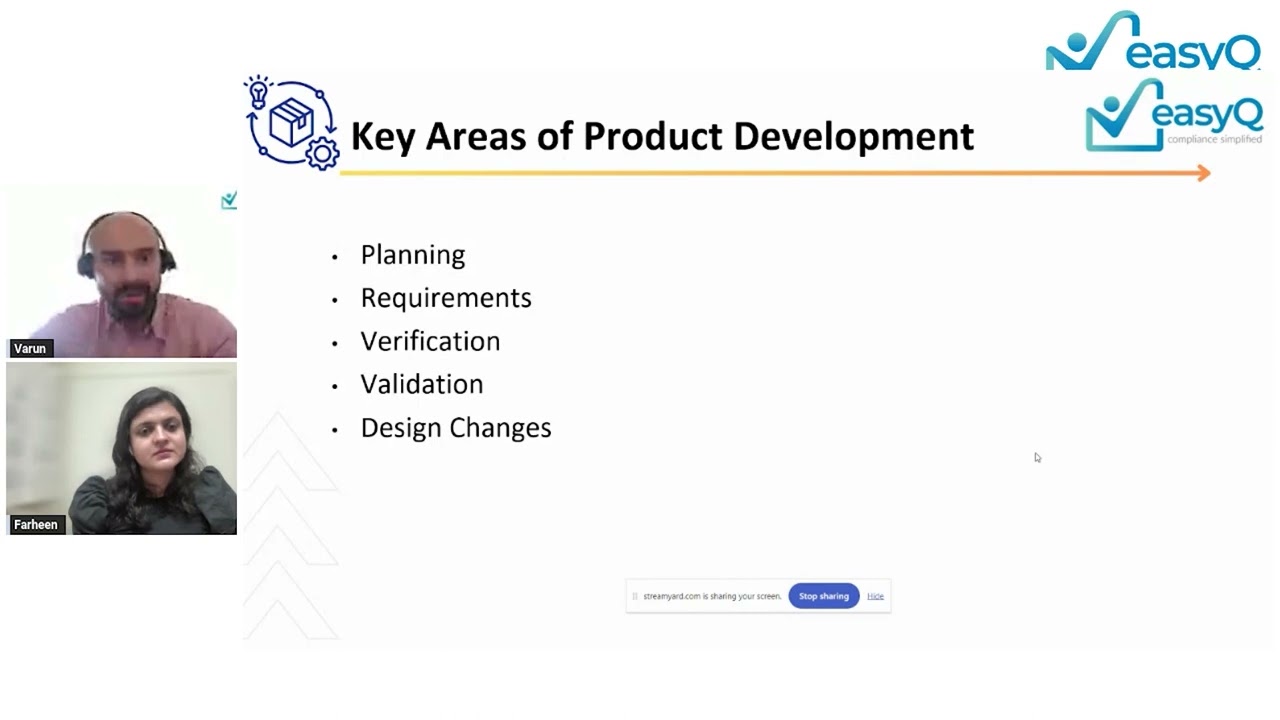 easyQ
easyQ
compliance simplified
Key Areas of Product Development
Varun
Farheen
• Planning
• Requirements
• Verification
• Validation
• Design Changes
streamyard.com is sharing your screen. Stop sharing Hide